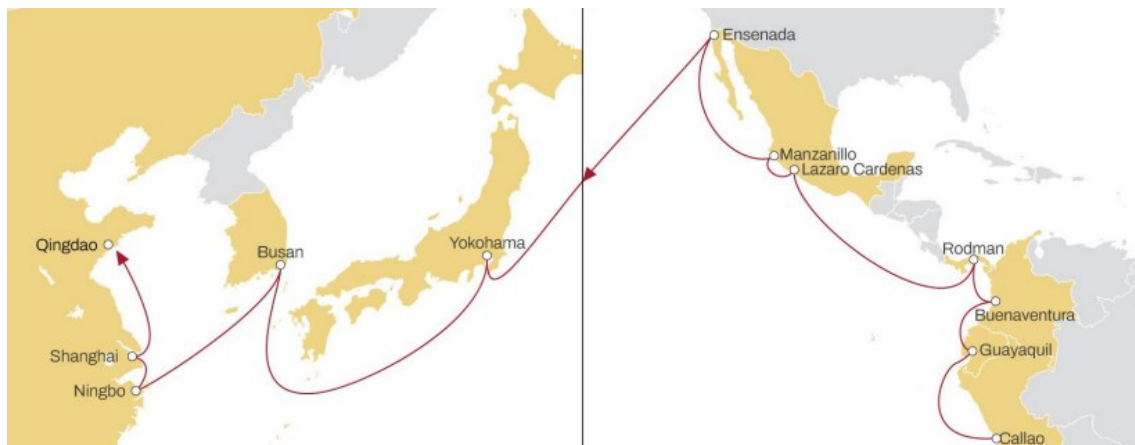 Ensenada
Manzanillo
Lazaro Cardenas
Qingdao
Busan
Yokohama
Rodman
Buenaventura
Shanghai
Guayaquil
Ningbo
Callao